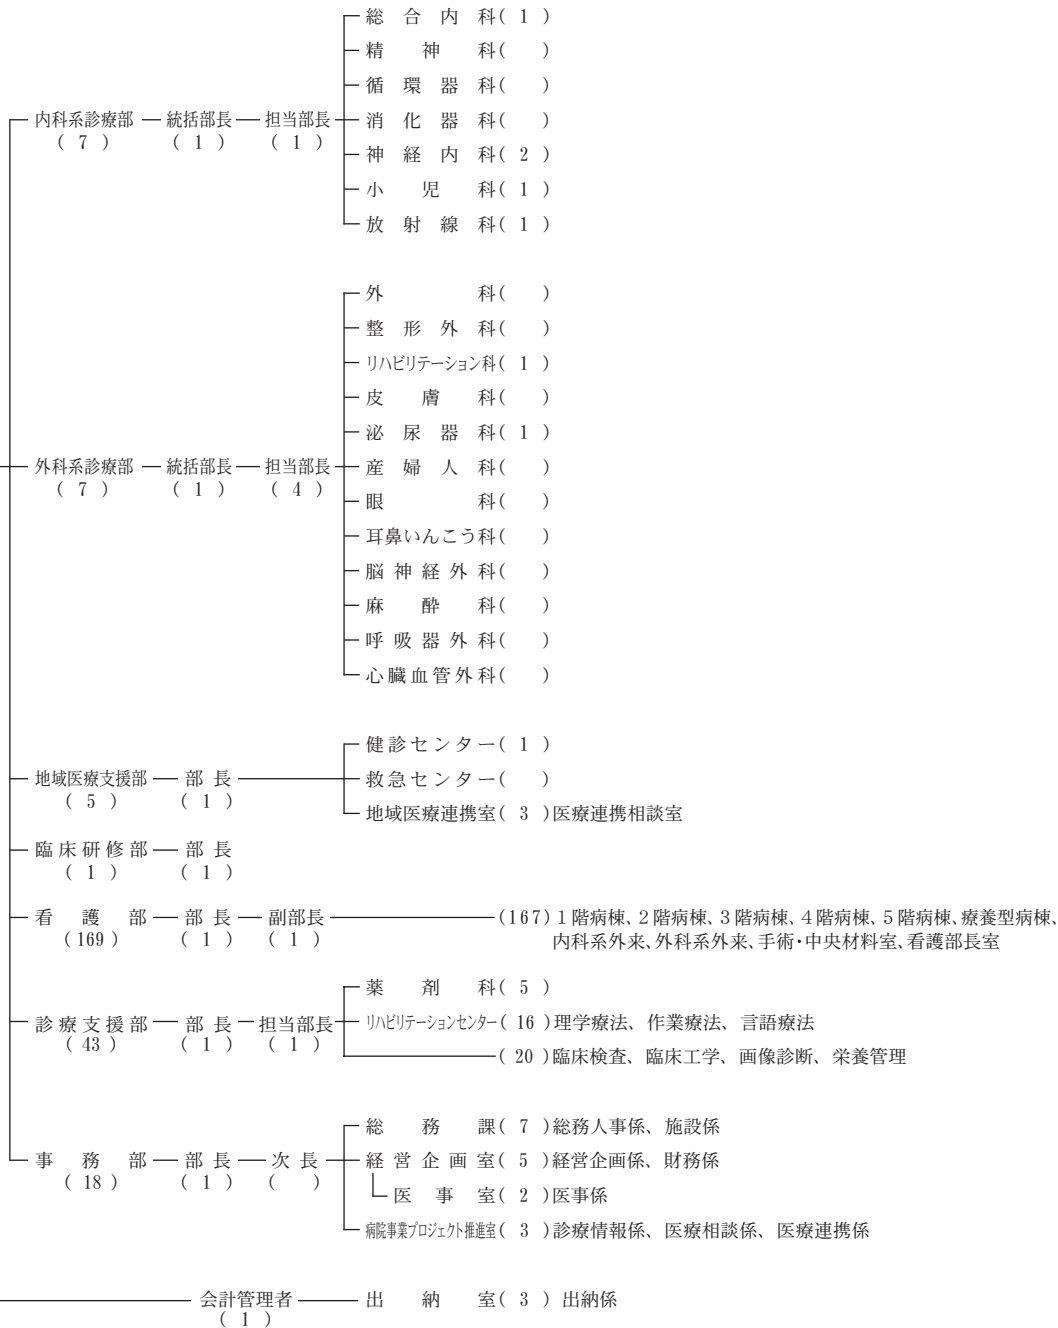 総合内科( 1 )
精神科( )
循環器科( )
内科系診療部 統括部長 担当部長 消化器科( )
( 7 ) ( 1 ) ( 1 )
神経内科( 2 )
小児科( 1 )
放射線科( 1 )
外科( )
整形外科( )
リハビリテーション科( 1 )
皮膚科( )
泌尿器科( 1 )
外科系診療部 統括部長 担当部長 産婦人科( )
( 7 ) ( 1 ) ( 4 )
眼科( )
耳鼻いんこう科( )
脳神経外科( )
麻酔科( )
呼吸器外科( )
心臓血管外科( )
健診センター( 1 )
地域医療支援部 部長 救急センター( )
( 5 ) ( 1 )
地域医療連携室( 3 )医療連携相談室
臨床研修部 部長
( 1 ) ( 1 )
看護部 部長 副部長 (167)1階病棟、2階病棟、3階病棟、4階病棟、5階病棟、療養型病棟、
(169) ( 1 ) ( 1 ) 内科系外来、外科系外来、手術・中央材料室、看護部長室
薬剤科( 5 )
診療支援部 部長 担当部長 リハビリテーションセンター( 16 )理学療法、作業療法、言語療法
( 43 ) ( 1 ) ( 1 )
( 20 )臨床検査、臨床工学、画像診断、栄養管理
総務課( 7 )総務人事係、施設係
事務部 部長 次長 経営企画室( 5 )経営企画係、財務係
( 18 ) ( 1 ) ( )
医事室( 2 )医事係
病院事業プロジェクト推進室( 3 )診療情報係、医療相談係、医療連携係
会計管理者 出納室( 3 ) 出納係
( 1 )